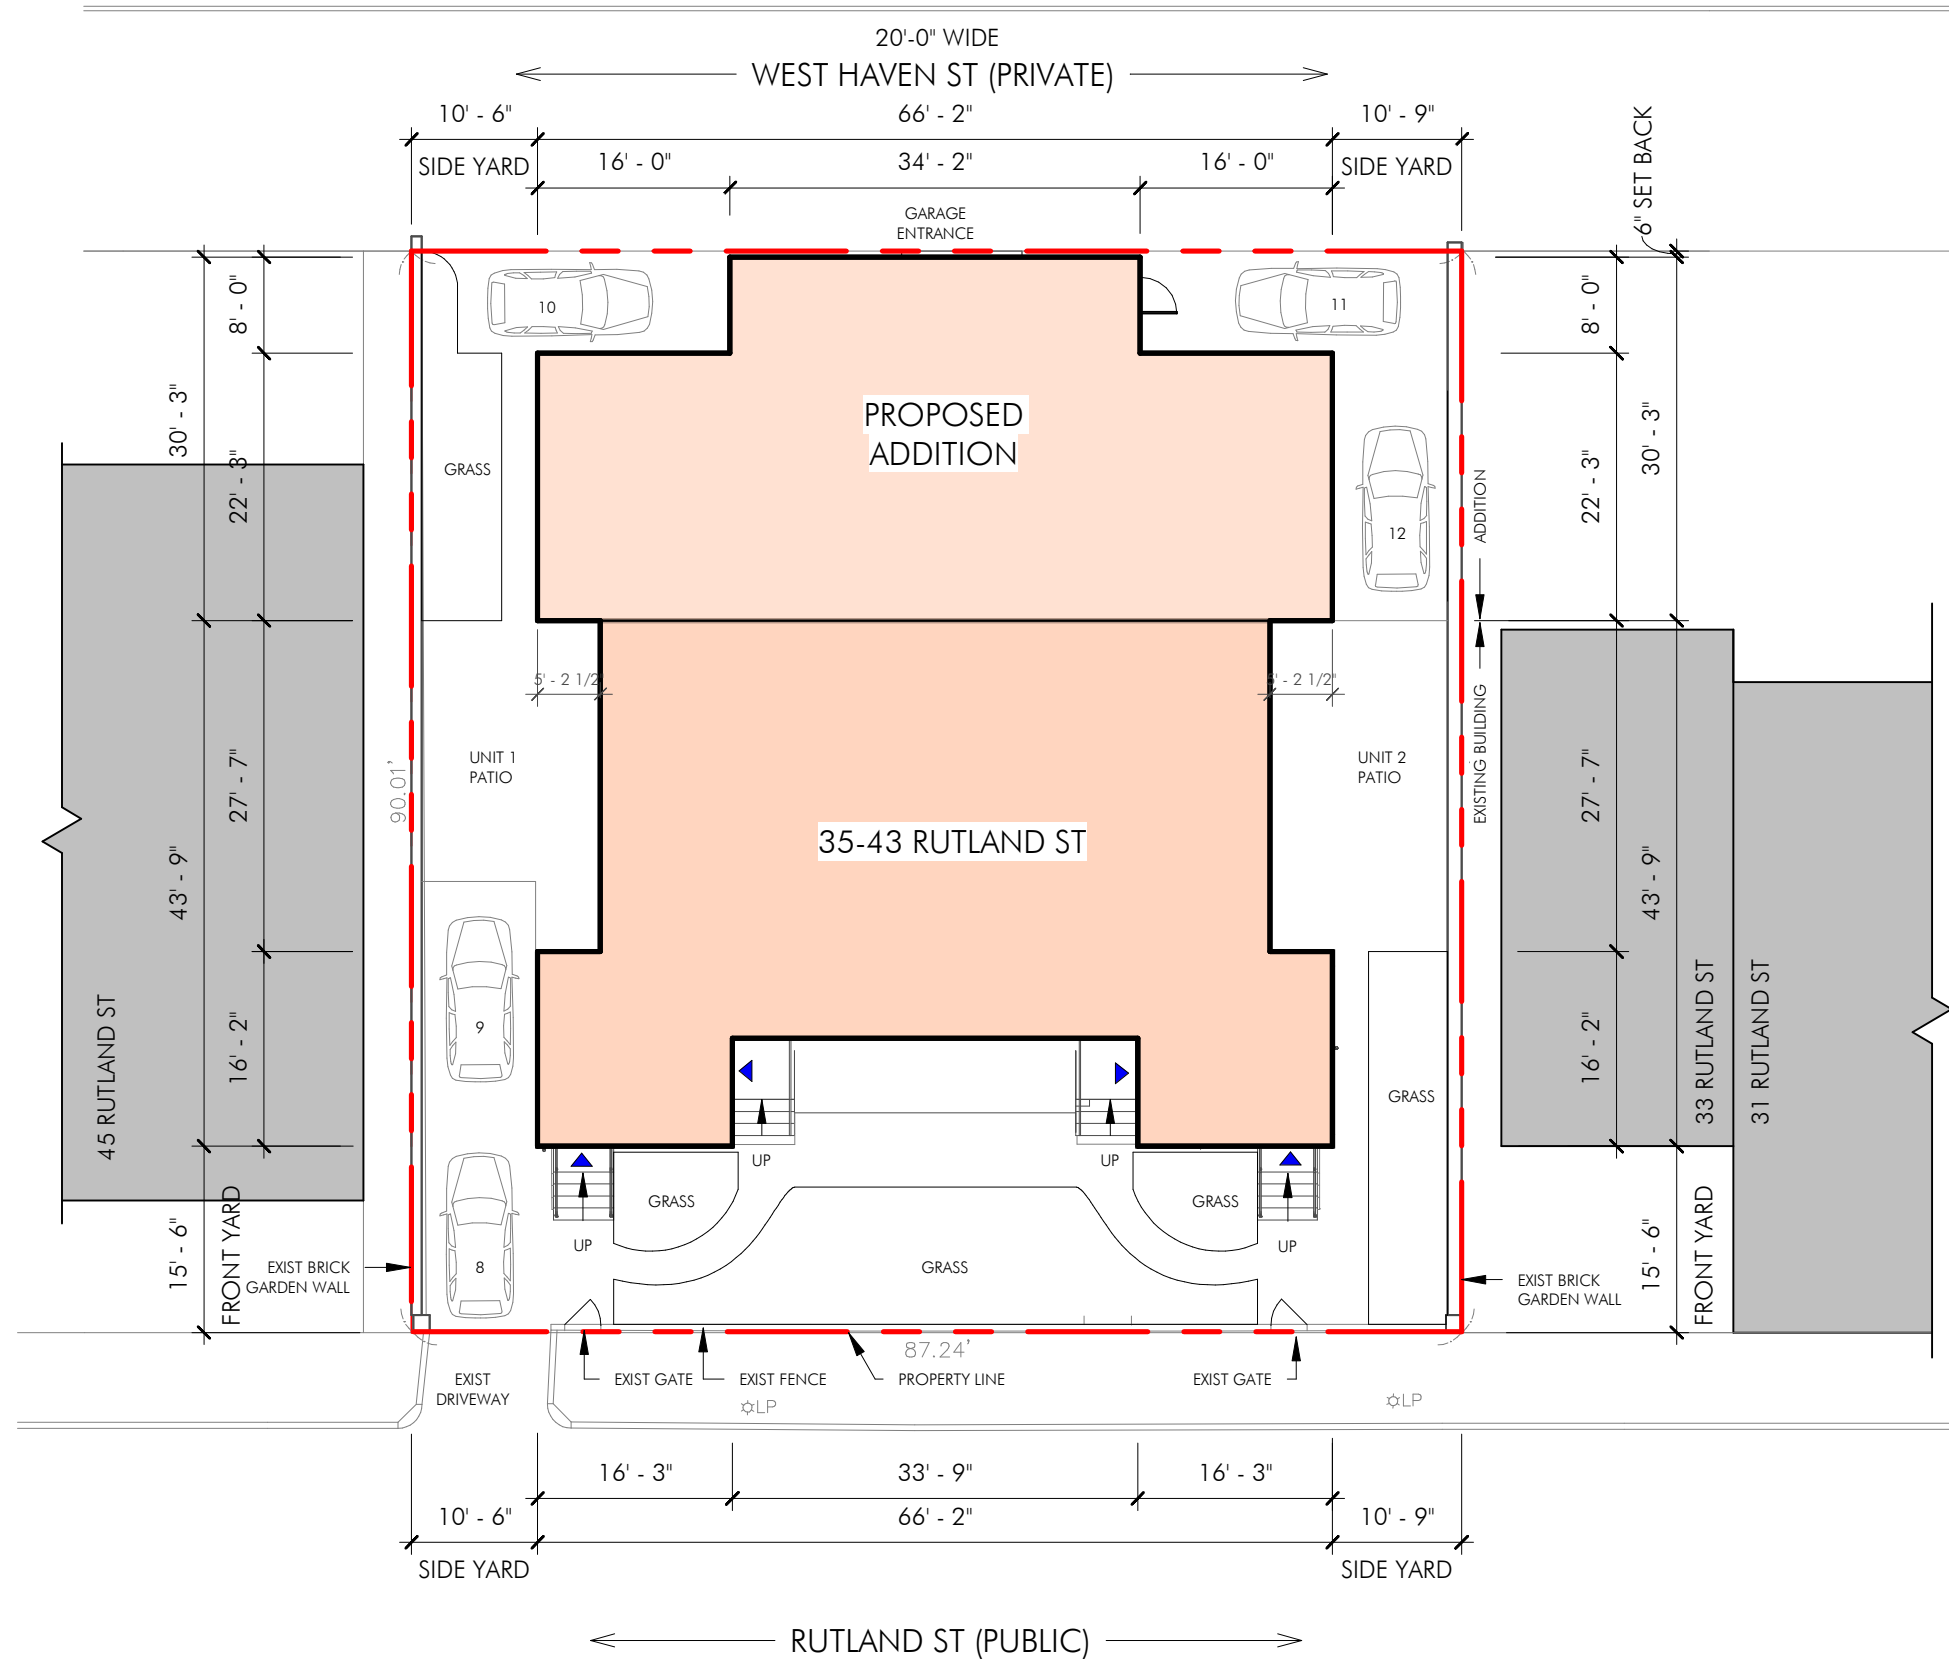 20'-0" WIDE
WEST HAVEN ST (PRIVATE)
10' - 6"
66' - 2"
10' - 9"
SIDE YARD
16' - 0"
34' - 2"
16' - 0"
SIDE YARD
6" SET BACK
GARAGE
ENTRANCE
10
11
8' - 0"
8' - 0"
30' - 3"
22' - 3"
GRASS
PROPOSED
ADDITION
12
ADDITION
22' - 3"
30' - 3"
5' - 2 1/2"
5' - 2 1/2"
EXISTING BUILDING
UNIT 1
PATIO
UNIT 2
PATIO
90.01'
27' - 7"
27' - 7"
35-43 RUTLAND ST
43' - 9"
43' - 9"
9
16' - 2"
16' - 2"
45 RUTLAND ST
33 RUTLAND ST
31 RUTLAND ST
GRASS
UP
UP
GRASS
GRASS
UP
UP
8
GRASS
15' - 6"
FRONT YARD
EXIST BRICK
GARDEN WALL
EXIST BRICK
GARDEN WALL
15' - 6"
FRONT YARD
87.24'
EXIST
DRIVEWAY
EXIST GATE
EXIST FENCE
PROPERTY LINE
EXIST GATE
LP
LP
16' - 3"
33' - 9"
16' - 3"
10' - 6"
66' - 2"
10' - 9"
SIDE YARD
SIDE YARD
RUTLAND ST (PUBLIC)